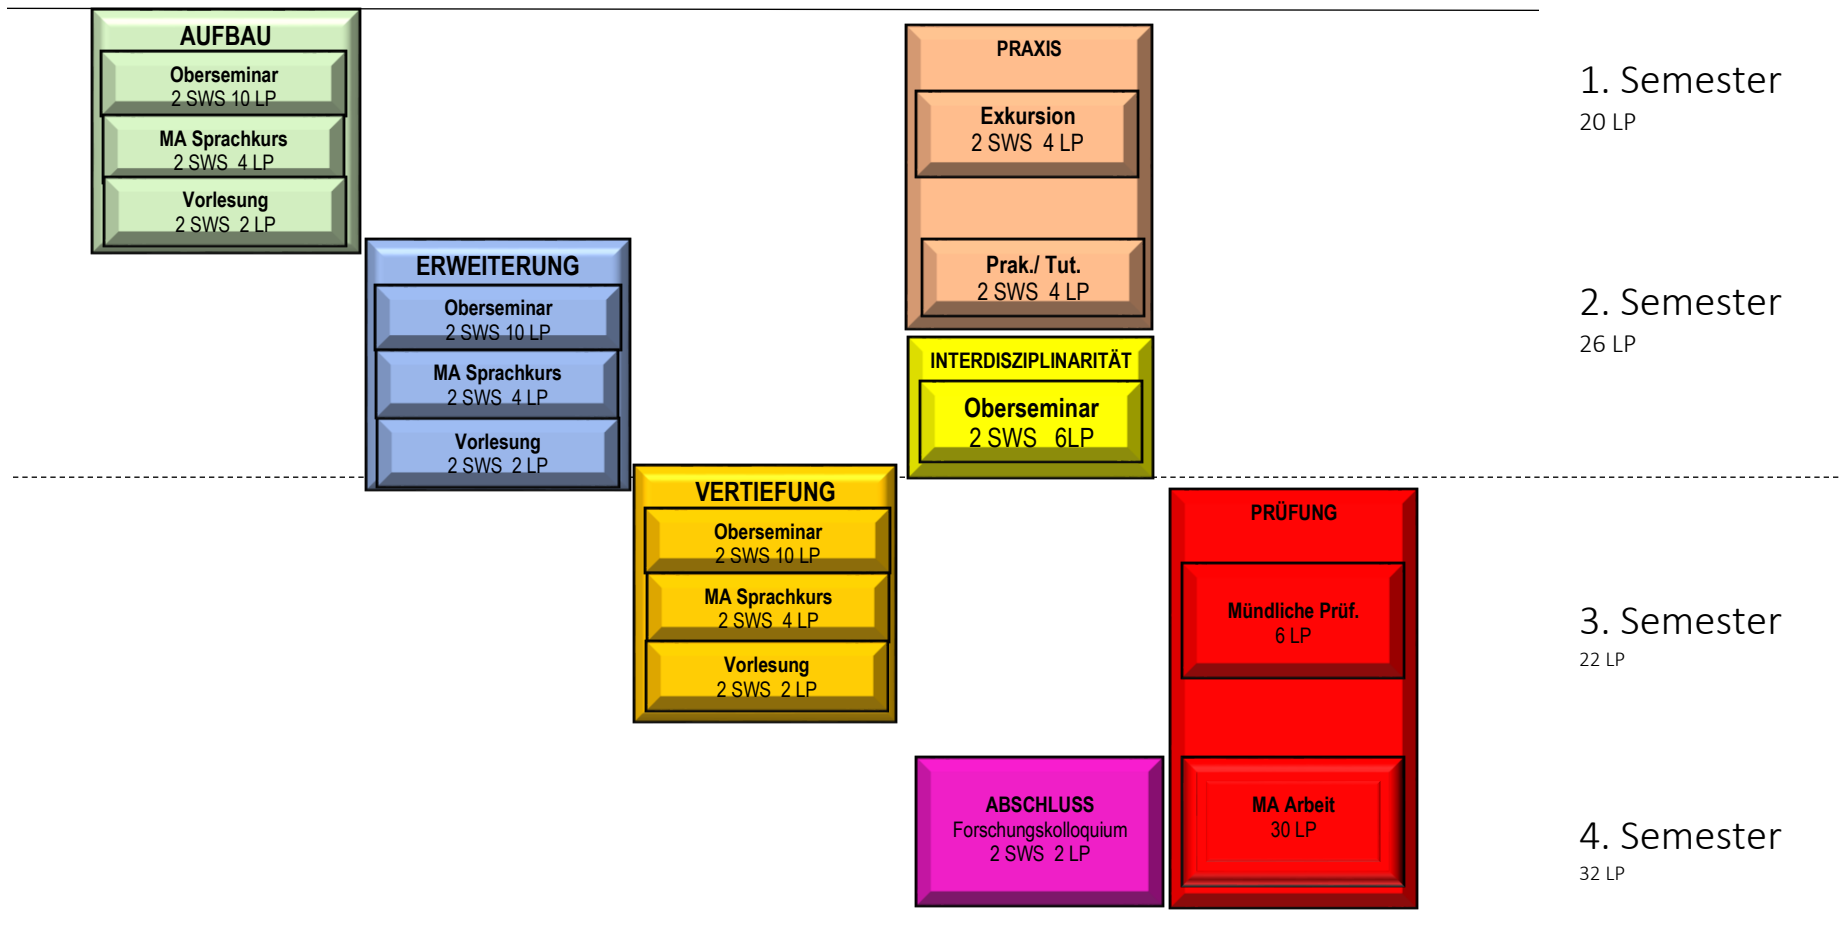 AUFBAU
Oberseminar
2 SWS 10 LP
MA Sprachkurs
2 SWS 4 LP
Vorlesung
2 SWS 2 LP
PRAXIS
Exkursion
2 SWS 4 LP
Prak./ Tut.
2 SWS 4 LP
1. Semester
20 LP
ERWEITERUNG
Oberseminar
2 SWS 10 LP
MA Sprachkurs
2 SWS 4 LP
Vorlesung
2 SWS 2 LP
INTERDISZIPLINARITÄT
Oberseminar
2 SWS 6LP
2. Semester
26 LP
VERTIEFUNG
Oberseminar
2 SWS 10 LP
MA Sprachkurs
2 SWS 4 LP
Vorlesung
2 SWS 2 LP
PRÜFUNG
Mündliche Prüf.
6 LP
MA Arbeit
30 LP
3. Semester
22 LP
ABSCHLUSS
Forschungskolloquium
2 SWS 2 LP
4. Semester
32 LP